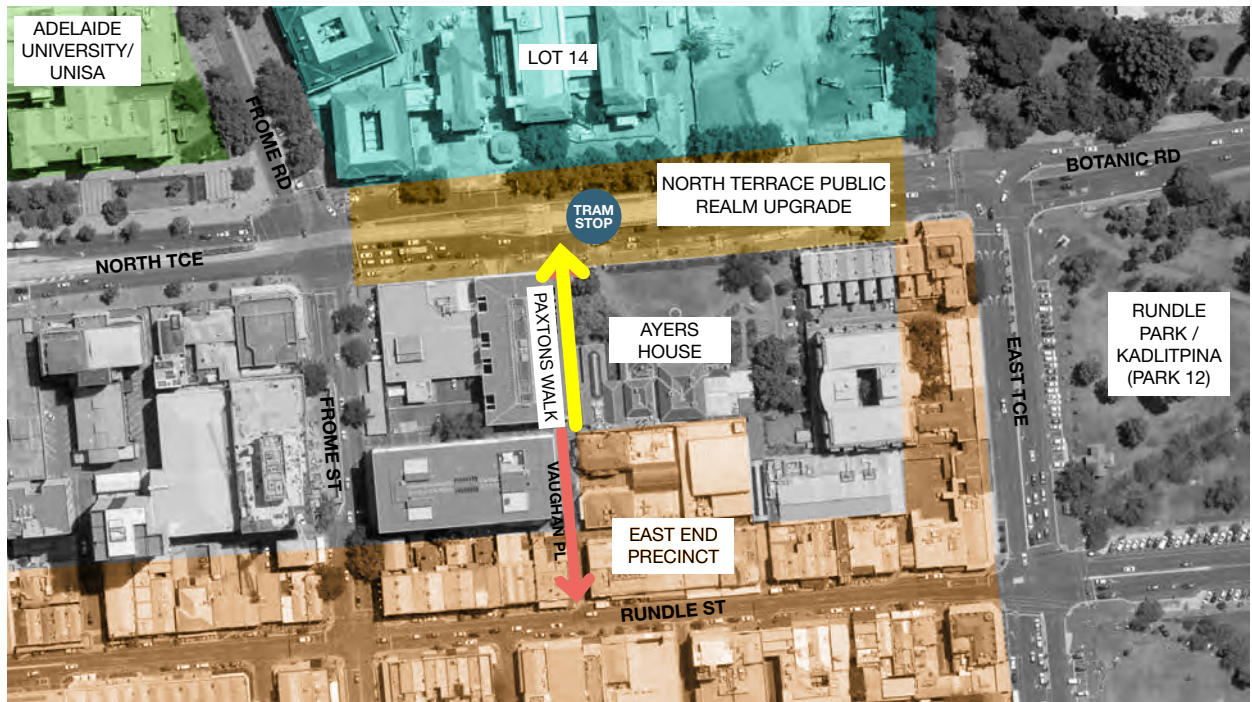 ADELAIDE
UNIVERSITY/
UNISA
LOT 14
FROME RD
BOTANIC RD
NORTH TERRACE PUBLIC
REALM UPGRADE
TRAM
STOP
NORTH TCE
PAXTONS WALK
AYERS
HOUSE
RUNDLE
PARK /
KADLITPINA
(PARK 12)
EAST TCE
FROME ST
VAUGHAN PL
EAST END
PRECINCT
RUNDLE ST